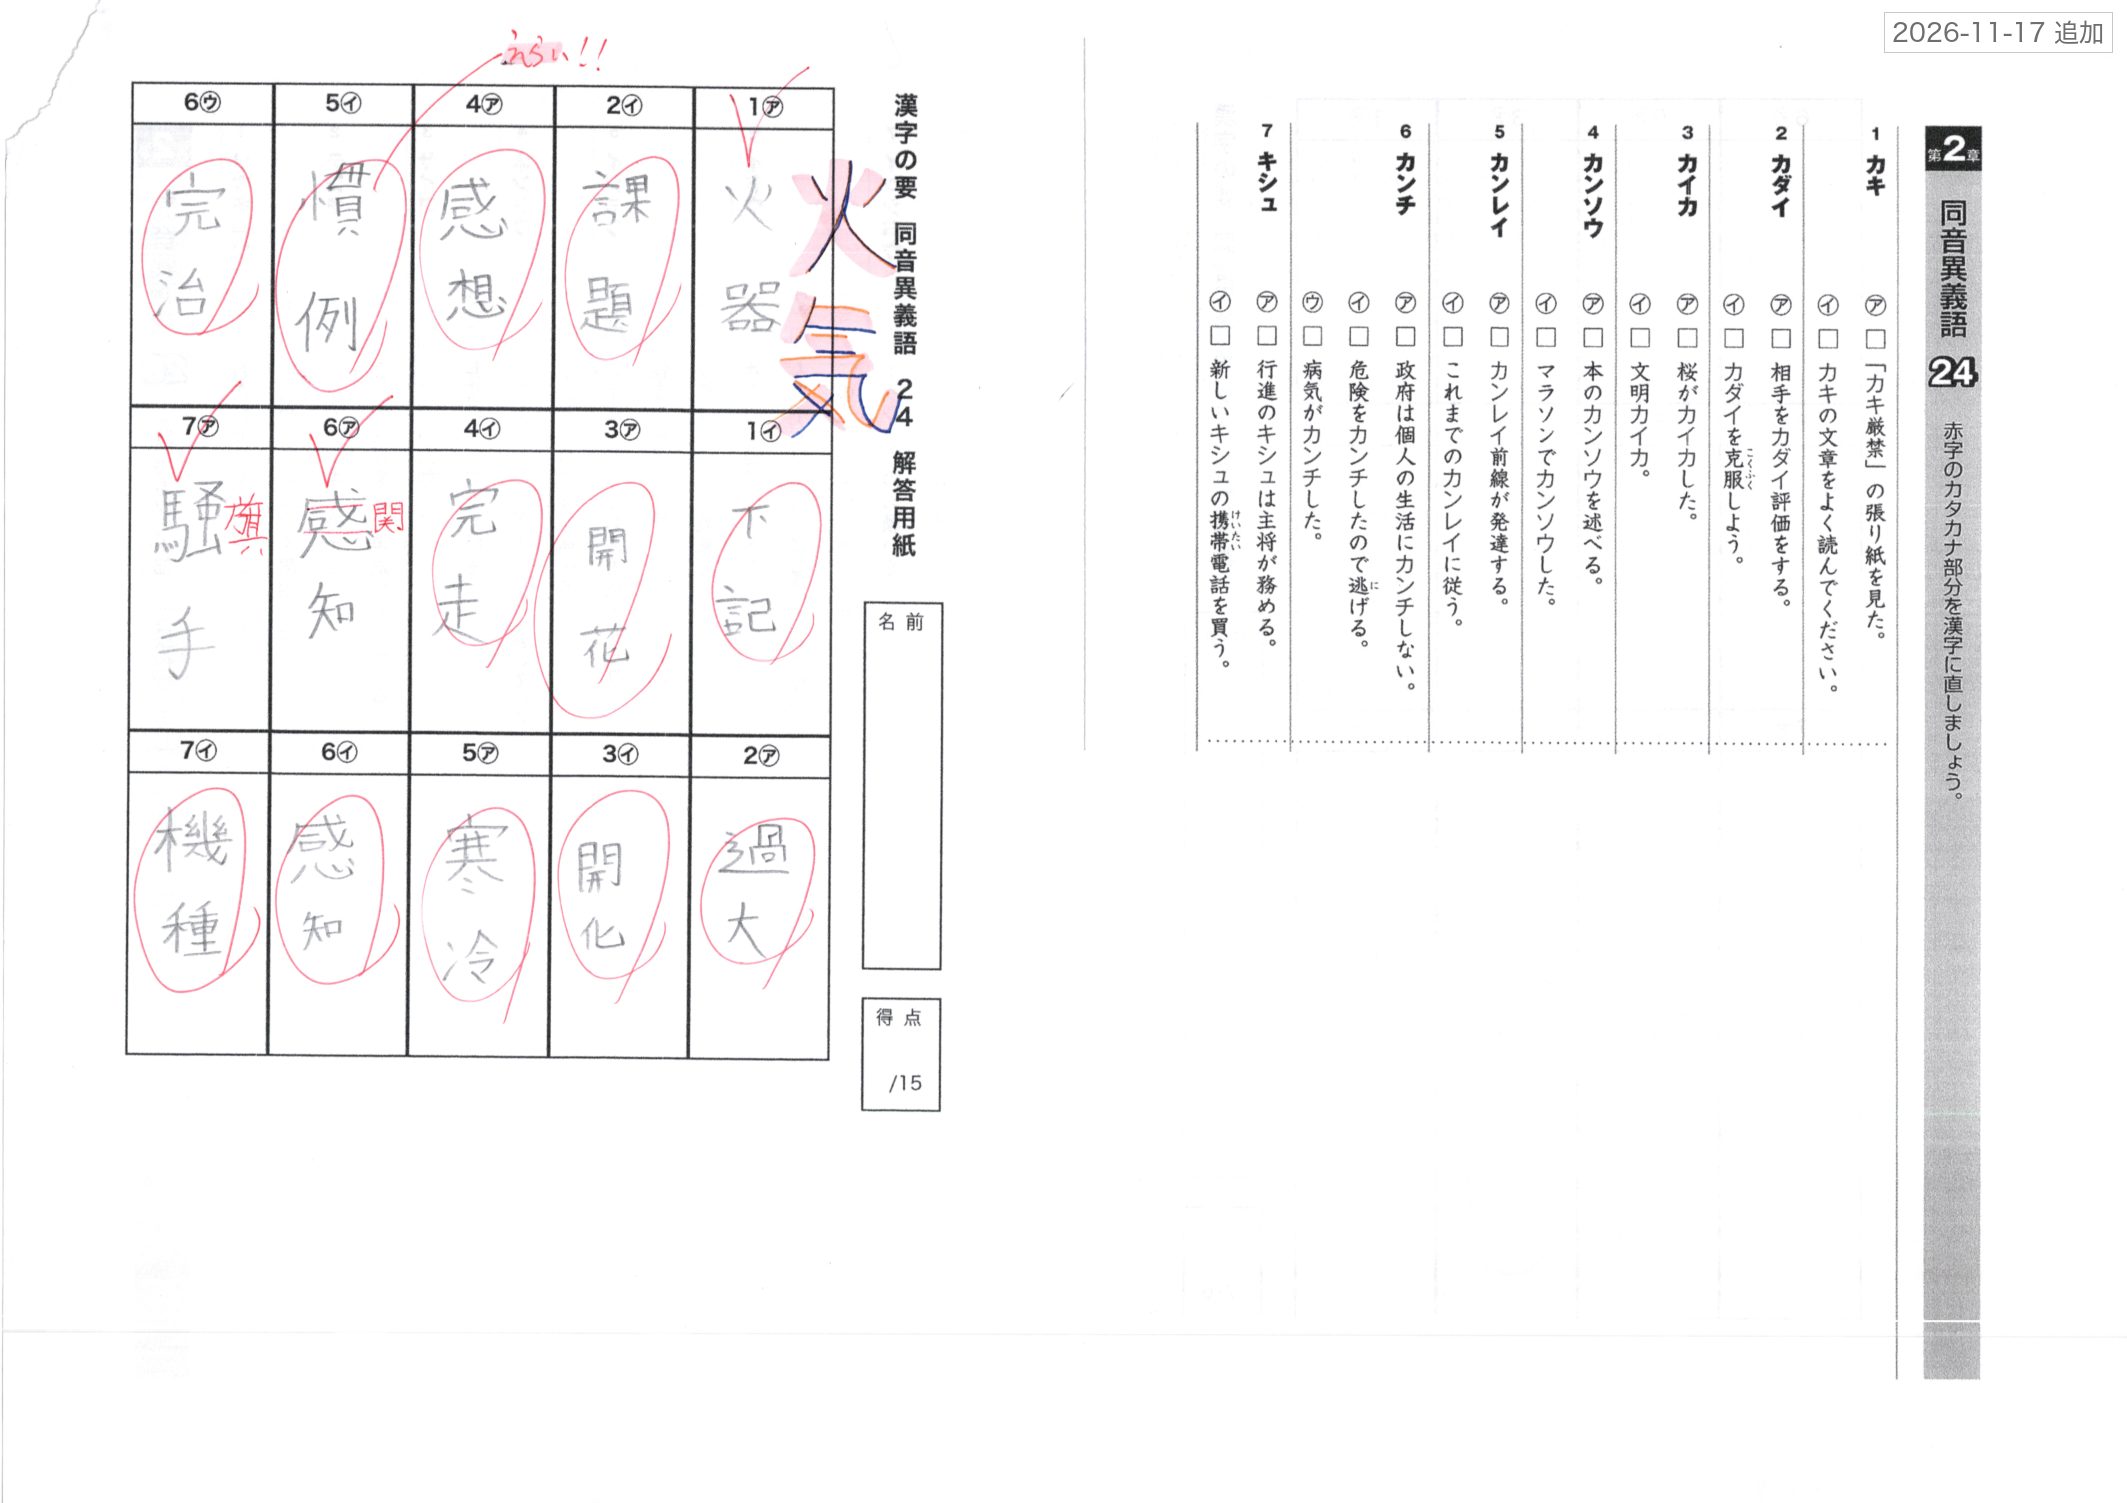 2026-11-17 追加
第2章 同音異義語 24 赤字のカタカナ部分を漢字に直しましょう。
1 カキ
㋐□「カキ厳禁」の張り紙を見た。
㋑□カキの文章をよく読んでください。
2 カダイ
㋐□相手をカダイ評価をする。
㋑□カダイを克服しよう。
こくふく
3 カイカ
㋐□桜がカイカした。
㋑□文明カイカ。
4 カンソウ
㋐□本のカンソウを述べる。
㋑□マラソンでカンソウした。
5 カンレイ
㋐□カンレイ前線が発達する。
㋑□これまでのカンレイに従う。
6 カンチ
㋐□政府は個人の生活にカンチしない。
㋑□危険をカンチしたので逃げる。
に
㋒□病気がカンチした。
7 キシュ
㋐□行進のキシュは主将が務める。
㋑□新しいキシュの携帯電話を買う。
けいたい
漢字の要 同音異義語 24 解答用紙
名前
得点
/15
えらい!!
1㋐
火器
火気
2㋑
課題
4㋐
感想
5㋑
慣例
6㋒
完治
1㋑
下記
3㋐
開花
4㋑
完走
6㋐
感知
関
7㋐
騒手
旗
2㋐
過大
3㋑
開化
5㋐
寒冷
6㋑
感知
7㋑
機種